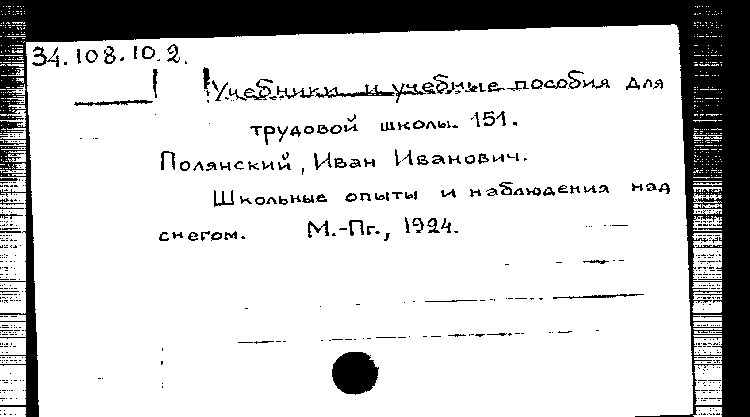 34.108.10.2.
Учебники и учебные пособия для
трудовой школы. 151.
Полянский, Иван Иванович.
Школьные опыты и наблюдения над
снегом. М.-Пг., 1924.